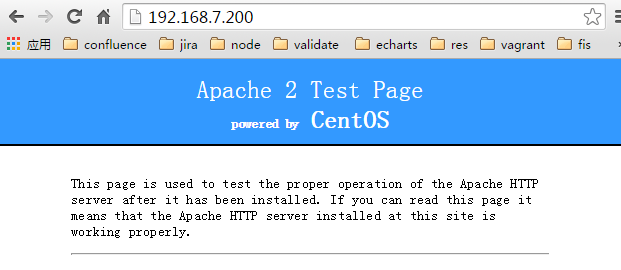 192.168.7.200
应用 confluence jira node validate echarts res vagrant fis
Apache 2 Test Page
powered by CentOS
This page is used to test the proper operation of the Apache HTTP
server after it has been installed. If you can read this page it
means that the Apache HTTP server installed at this site is
working properly.